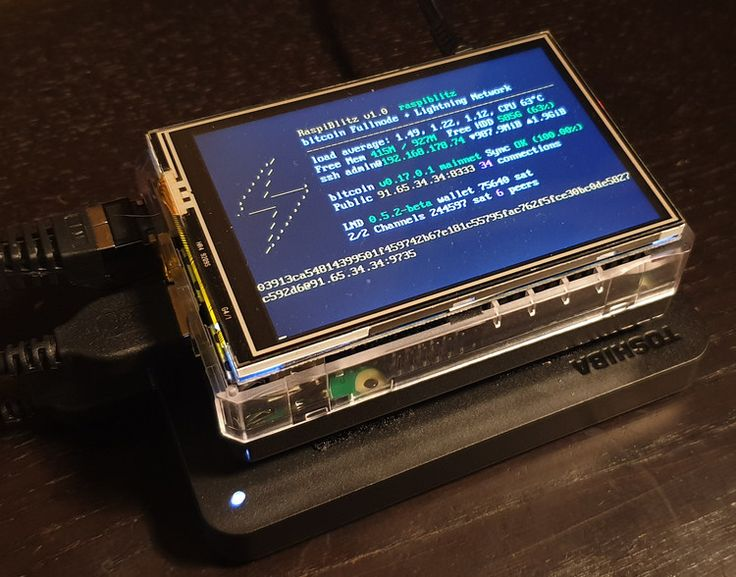 RaspiBlitz v1.0 raspiblitz
bitcoin Fullnode + Lightning Network
load average: 1.49, 1.22, 1.12, CPU 63°C
Free Mem 415M / 927M Free HDD 505G (63%)
ssh admin@192.168.178.74 ▼987.9MiB ▲1.9GiB
bitcoin v0.17.0.1 mainnet Sync OK (100.00%)
Public 91.65.34.34:8333 34 connections
LND 0.5.2-beta wallet 75640 sat
2/2 Channels 244597 sat 6 peers
03913ca54814399501f459742b67e181c55795fac762f5fce30bc0de5827
c592d6@91.65.34.34:9735
TOSHIBA